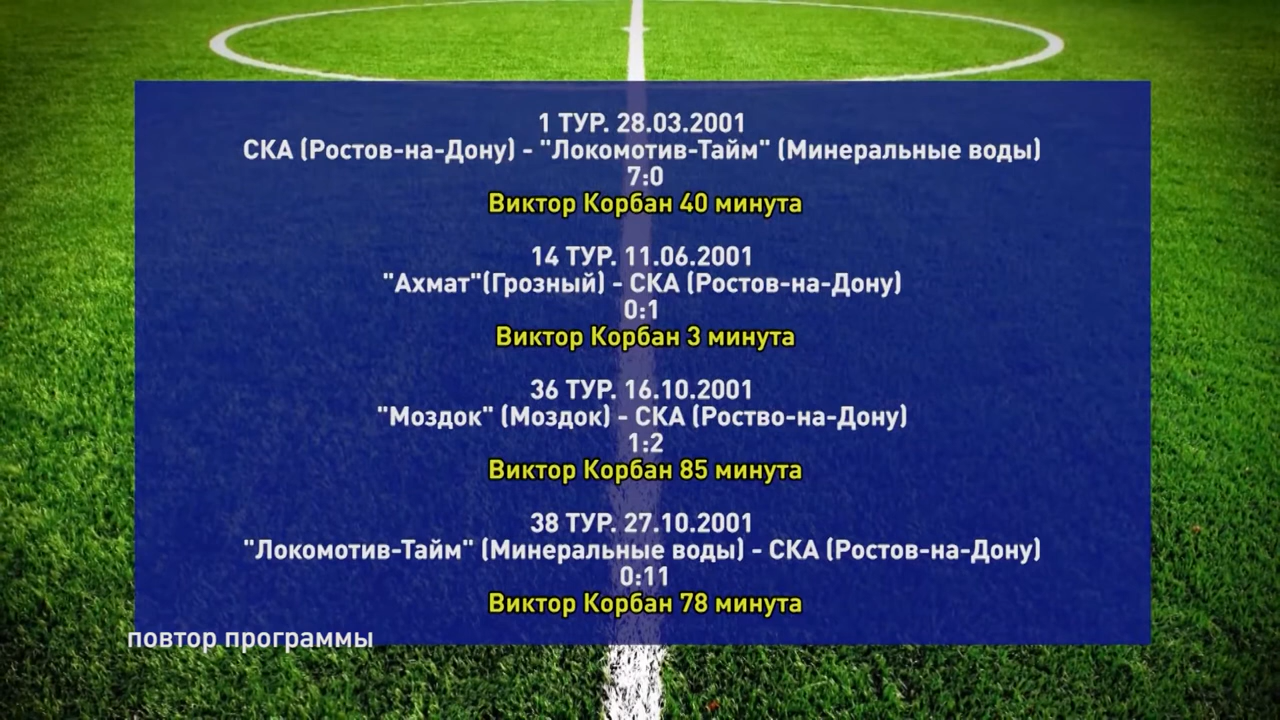 1 ТУР. 28.03.2001
СКА (Ростов-на-Дону) - "Локомотив-Тайм" (Минеральные воды)
7:0
Виктор Корбан 40 минута
14 ТУР. 11.06.2001
"Ахмат"(Грозный) - СКА (Ростов-на-Дону)
0:1
Виктор Корбан 3 минута
36 ТУР. 16.10.2001
"Моздок" (Моздок) - СКА (Роство-на-Дону)
1:2
Виктор Корбан 85 минута
38 ТУР. 27.10.2001
"Локомотив-Тайм" (Минеральные воды) - СКА (Ростов-на-Дону)
0:11
Виктор Корбан 78 минута
повтор программы